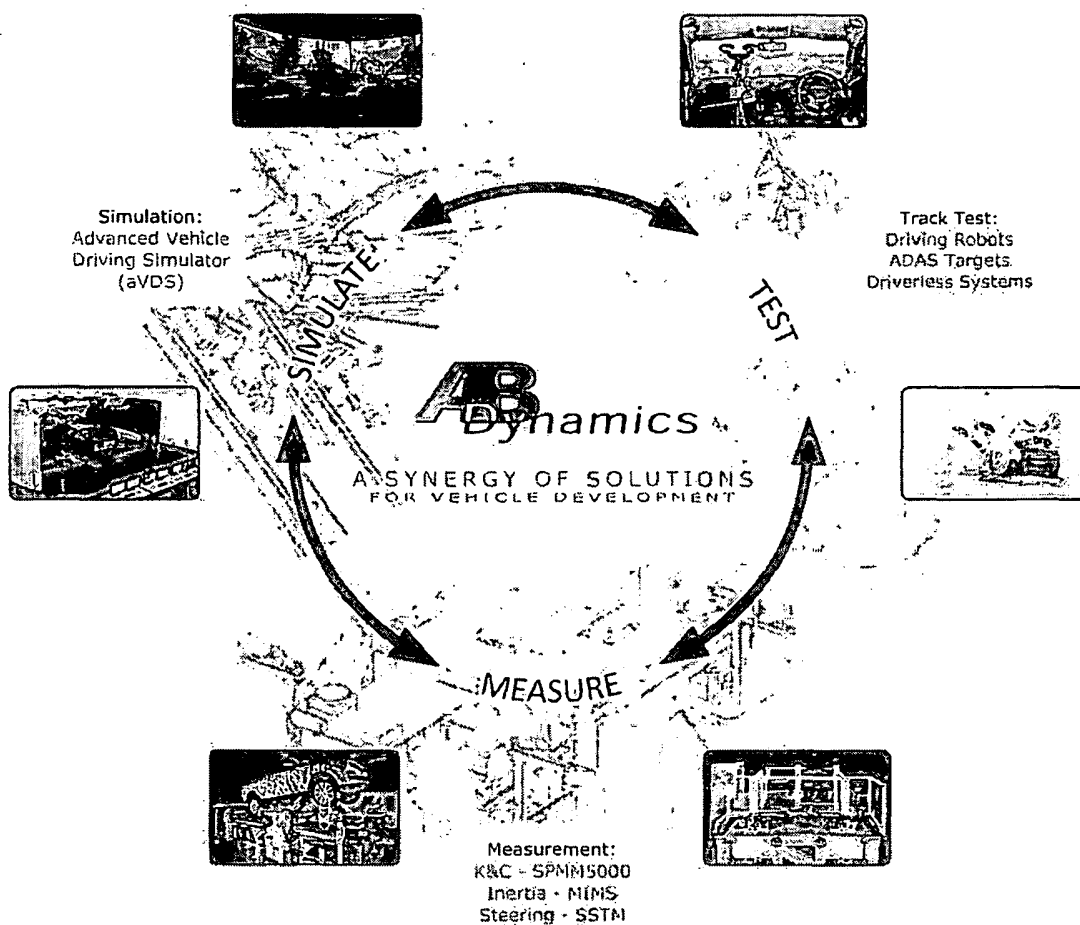 Simulation:
Advanced Vehicle
Driving Simulator
(aVDS)
Track Test:
Driving Robots
ADAS Targets
Driverless Systems
SIMULATE
TEST
AB
Dynamics
A SYNERGY OF SOLUTIONS
FOR VEHICLE DEVELOPMENT
MEASURE
Measurement:
K&C - SPMM5000
Inertia - MIMS
Steering - SSTM